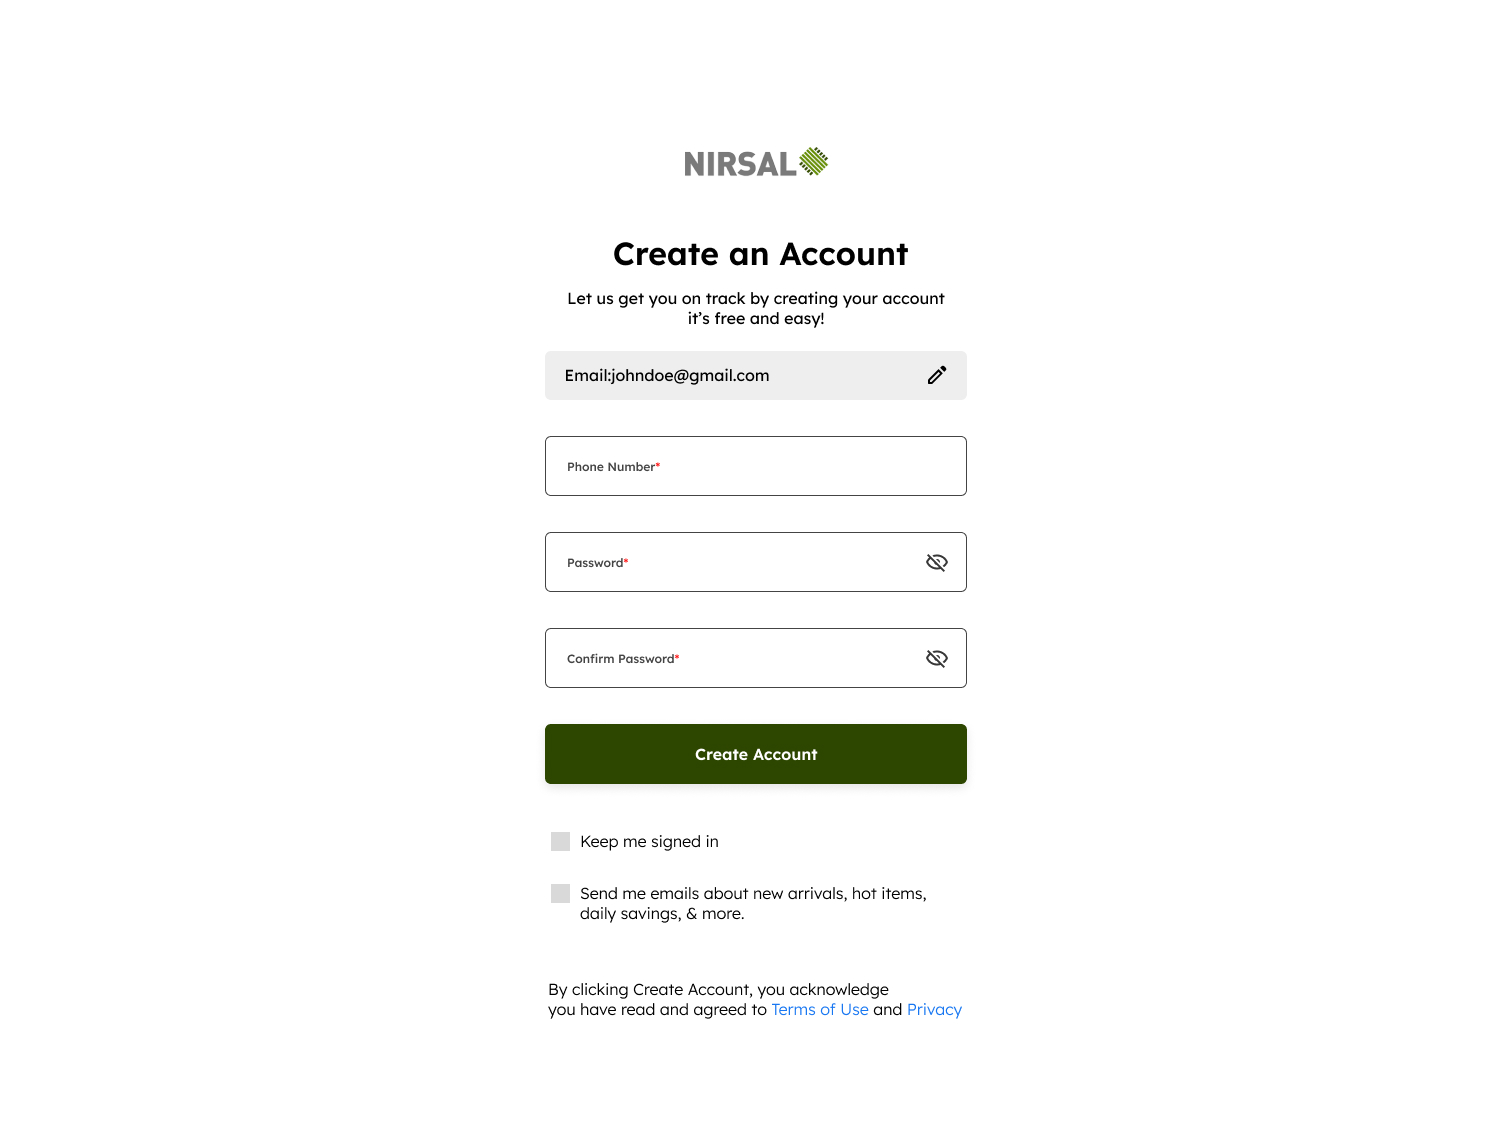 NIRSAL
Create an Account
Let us get you on track by creating your account
it’s free and easy!
Email:johndoe@gmail.com
Phone Number*
Password*
Confirm Password*
Create Account
Keep me signed in
Send me emails about new arrivals, hot items,
daily savings, & more.
By clicking Create Account, you acknowledge
you have read and agreed to Terms of Use and Privacy